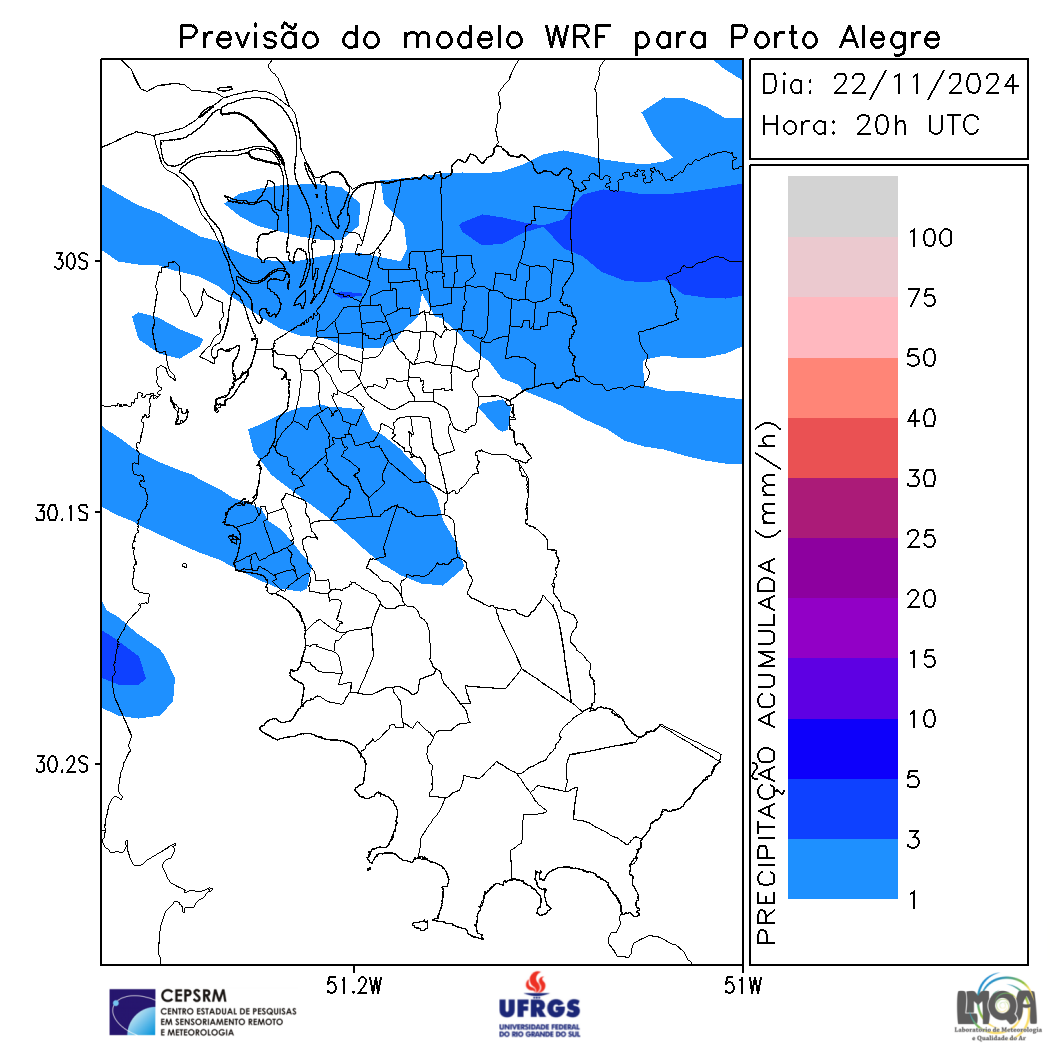 Previsão do modelo WRF para Porto Alegre
Dia: 22/11/2024
Hora: 20h UTC
30S
30.1S
30.2S
51.2W
51W
PRECIPITAÇÃO ACUMULADA (mm/h)
100
75
50
40
30
25
20
15
10
5
3
1
CEPSRM
CENTRO ESTADUAL DE PESQUISAS
EM SENSORIAMENTO REMOTO
E METEOROLOGIA
UFRGS
UNIVERSIDADE FEDERAL
DO RIO GRANDE DO SUL
LMQA
Laboratório de Meteorologia
e Qualidade do Ar